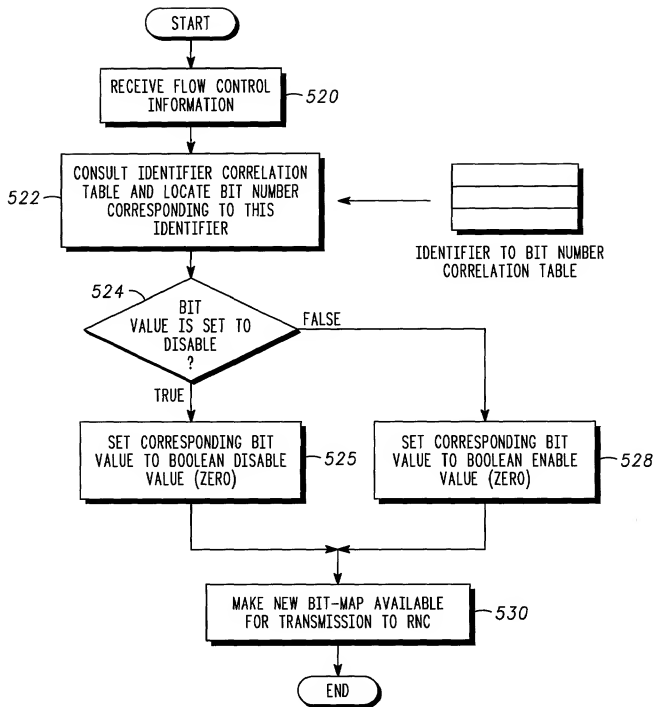 START
RECEIVE FLOW CONTROL
INFORMATION
520
CONSULT IDENTIFIER CORRELATION
TABLE AND LOCATE BIT NUMBER
CORRESPONDING TO THIS
IDENTIFIER
522
IDENTIFIER TO BIT NUMBER
CORRELATION TABLE
524
BIT
VALUE IS SET TO
DISABLE
?
FALSE
TRUE
SET CORRESPONDING BIT
VALUE TO BOOLEAN DISABLE
VALUE (ZERO)
525
SET CORRESPONDING BIT
VALUE TO BOOLEAN ENABLE
VALUE (ZERO)
528
MAKE NEW BIT-MAP AVAILABLE
FOR TRANSMISSION TO RNC
530
END